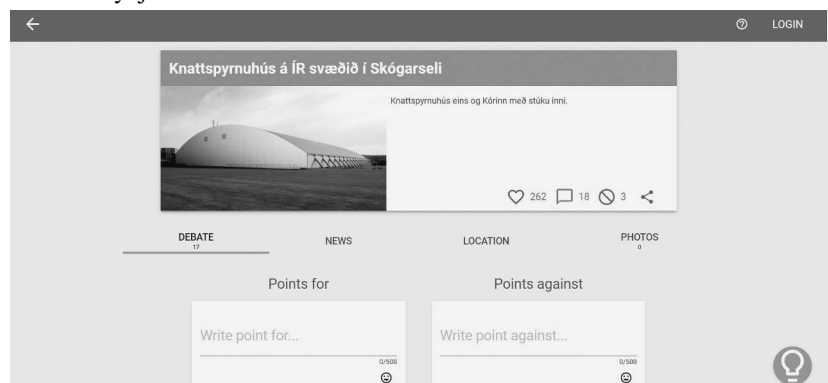 LOGIN
Knattspyrnuhús á ÍR svæðið í Skógarseli
Knattspyrnuhús eins og Kórinn með stúku inni.
262 18 3
DEBATE NEWS LOCATION PHOTOS
17 0
Points for Points against
Write point for... Write point against...
0/500 0/500